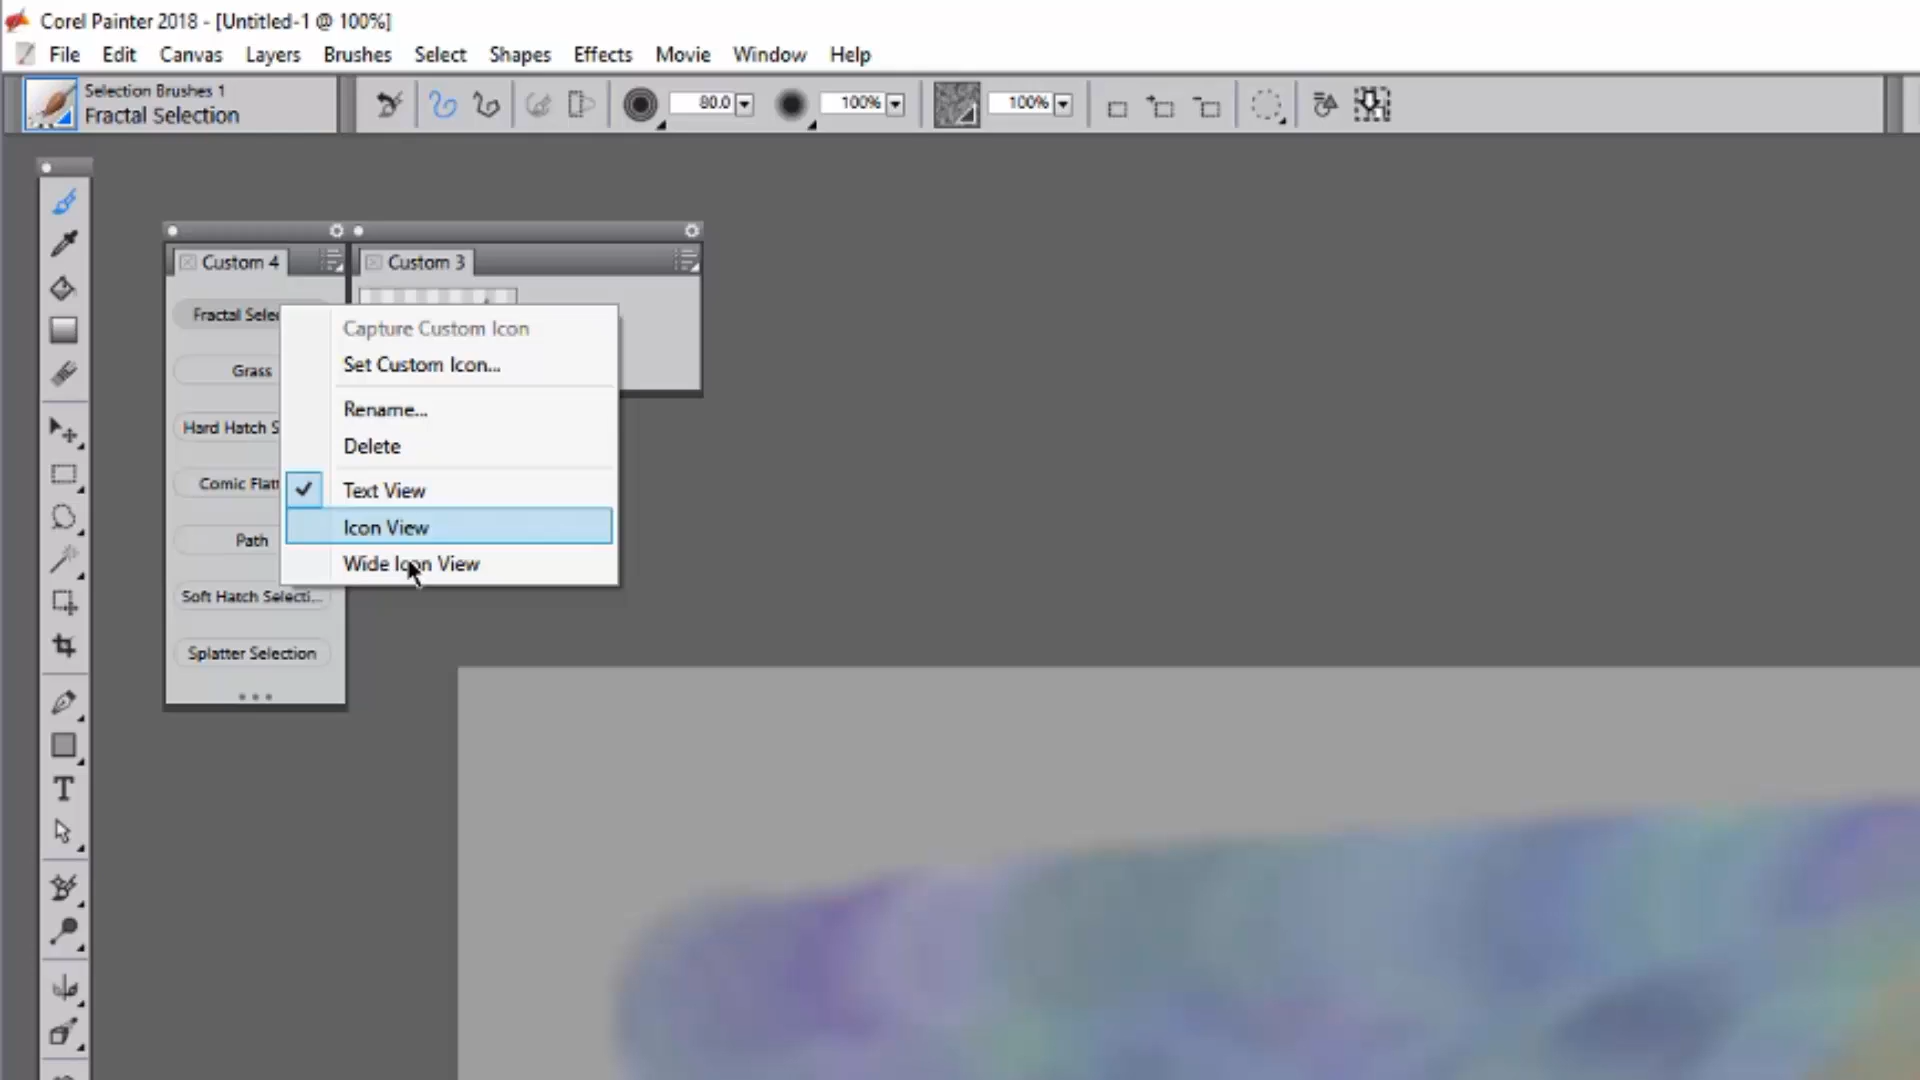 Corel Painter 2018 - [Untitled-1 @ 100%]
File Edit Canvas Layers Brushes Select Shapes Effects Movie Window Help
Selection Brushes 1
Fractal Selection
80.0 100% 100%
Custom 4 Custom 3
Fractal Selec
Grass
Hard Hatch S
Comic Flatt
Path
Soft Hatch Selecti...
Splatter Selection
Capture Custom Icon
Set Custom Icon...
Rename...
Delete
Text View
Icon View
Wide Icon View
T